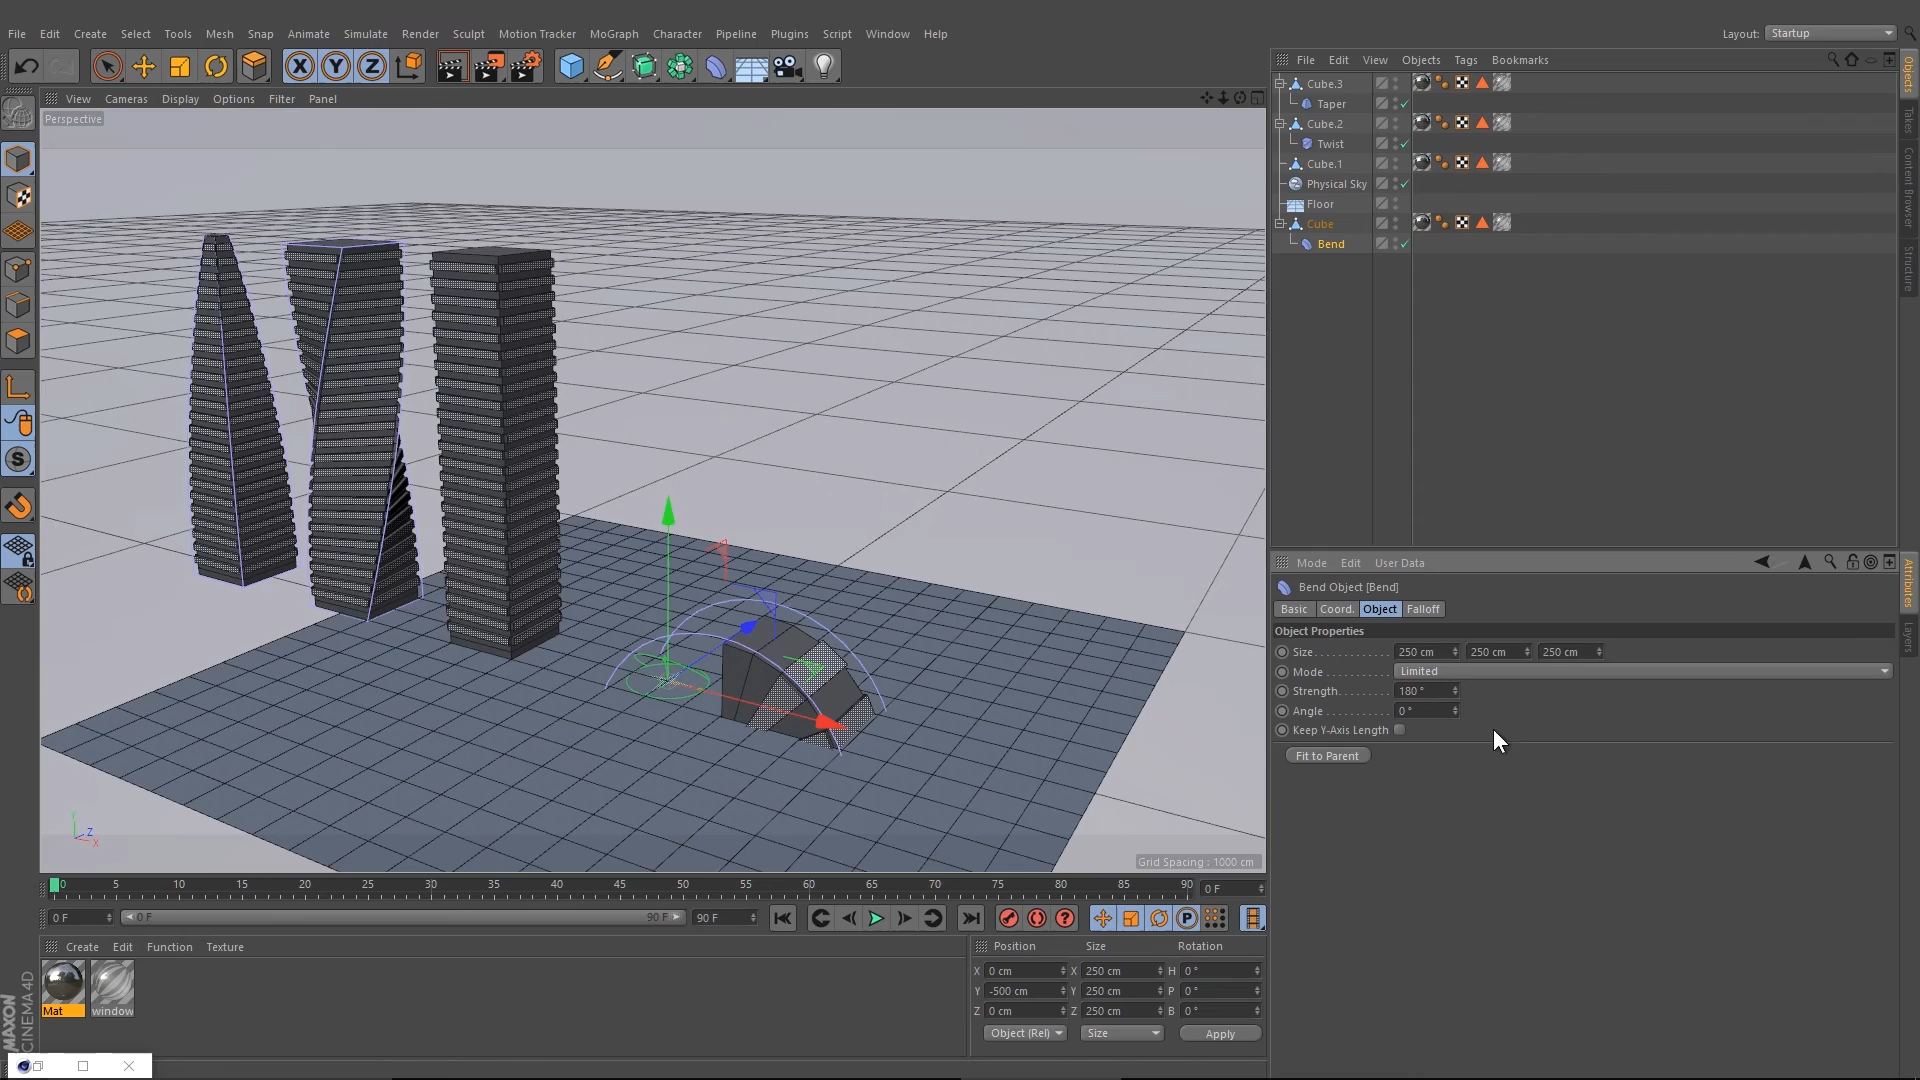 File Edit Create Select Tools Mesh Snap Animate Simulate Render Sculpt Motion Tracker MoGraph Character Pipeline Plugins Script Window Help
Layout: Startup
X Y Z
View Cameras Display Options Filter Panel
Perspective
File Edit View Objects Tags Bookmarks
Cube.3
Taper
Cube.2
Twist
Cube.1
Physical Sky
Floor
Cube
Bend
Objects
Takes
Content Browser
Structure
S
Mode Edit User Data
Bend Object [Bend]
Basic Coord. Object Falloff
Object Properties
Size 250 cm 250 cm 250 cm
Mode Limited
Strength 180 °
Angle 0 °
Keep Y-Axis Length
Fit to Parent
Attributes
Layers
Y Z X
Grid Spacing : 1000 cm
0 5 10 15 20 25 30 35 40 45 50 55 60 65 70 75 80 85 90 0 F
0 F 0 F 90 F 90 F P
Create Edit Function Texture
Mat window
Position Size Rotation
X 0 cm X 250 cm H 0 °
Y -500 cm Y 250 cm P 0 °
Z 0 cm Z 250 cm B 0 °
Object (Rel) Size Apply
MAXON
CINEMA 4D